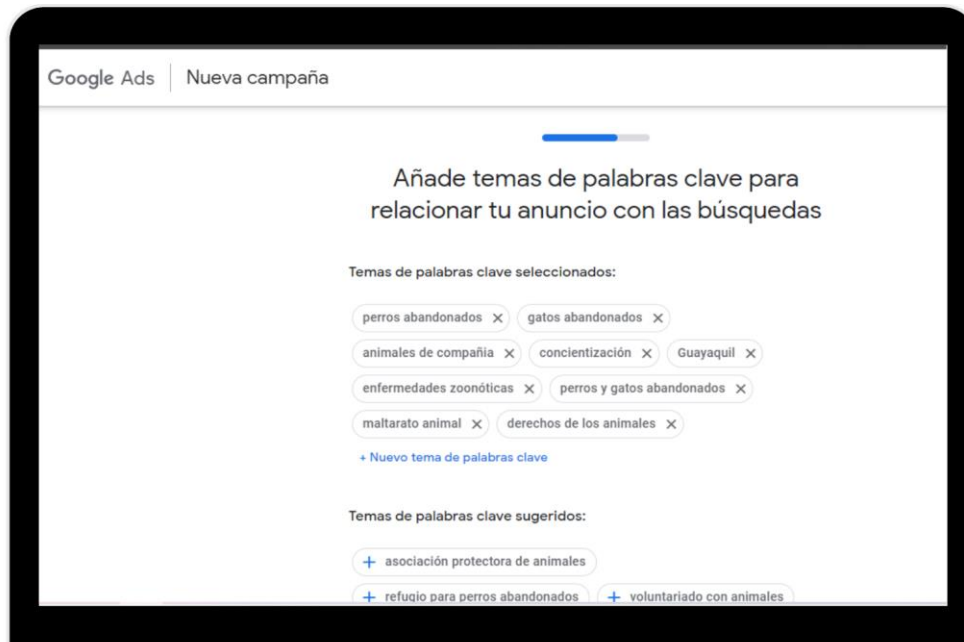 Google Ads | Nueva campaña
Añade temas de palabras clave para
relacionar tu anuncio con las búsquedas
Temas de palabras clave seleccionados:
perros abandonados × gatos abandonados ×
animales de compañia × concientización × Guayaquil ×
enfermedades zoonóticas × perros y gatos abandonados ×
maltarato animal × derechos de los animales ×
+ Nuevo tema de palabras clave
Temas de palabras clave sugeridos:
+ asociación protectora de animales
+ refugio para perros abandonados + voluntariado con animales